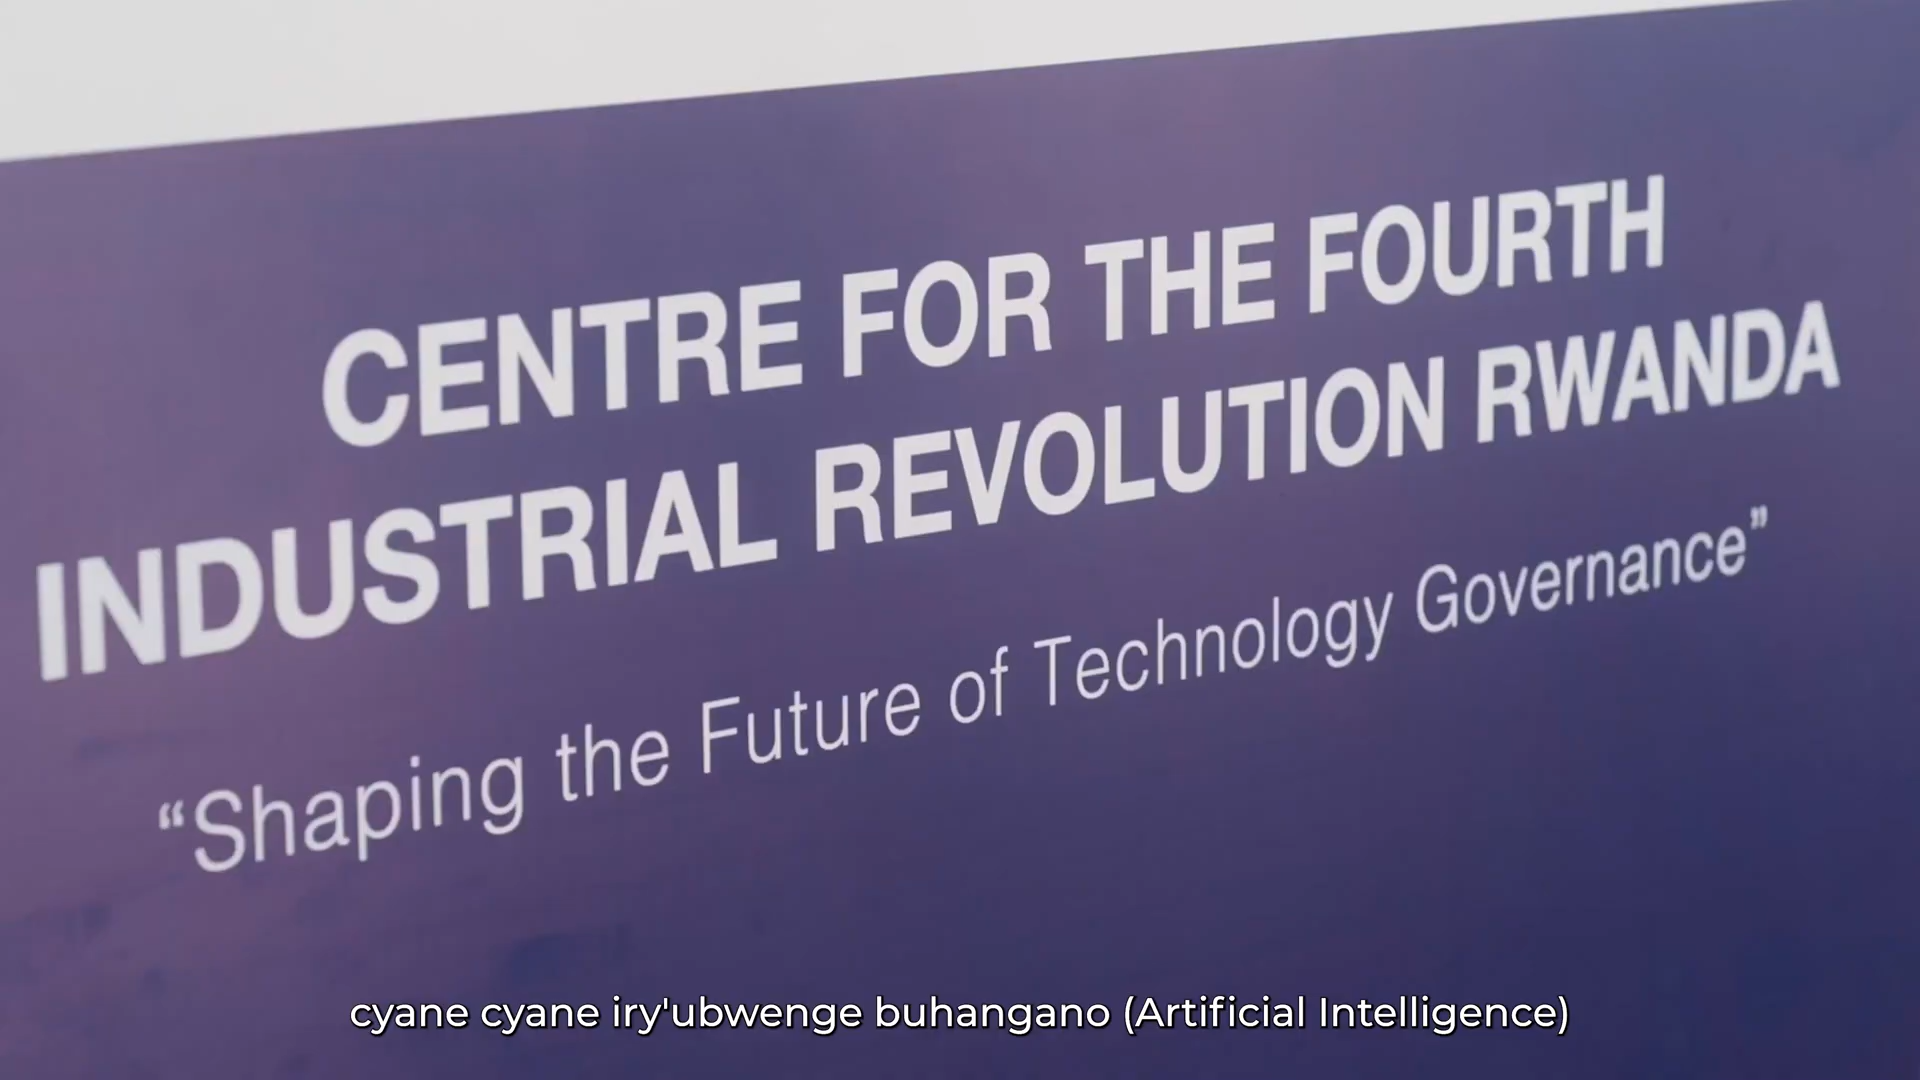 CENTRE FOR THE FOURTH
INDUSTRIAL REVOLUTION RWANDA
“Shaping the Future of Technology Governance”
cyane cyane iry'ubwenge buhangano (Artificial Intelligence)